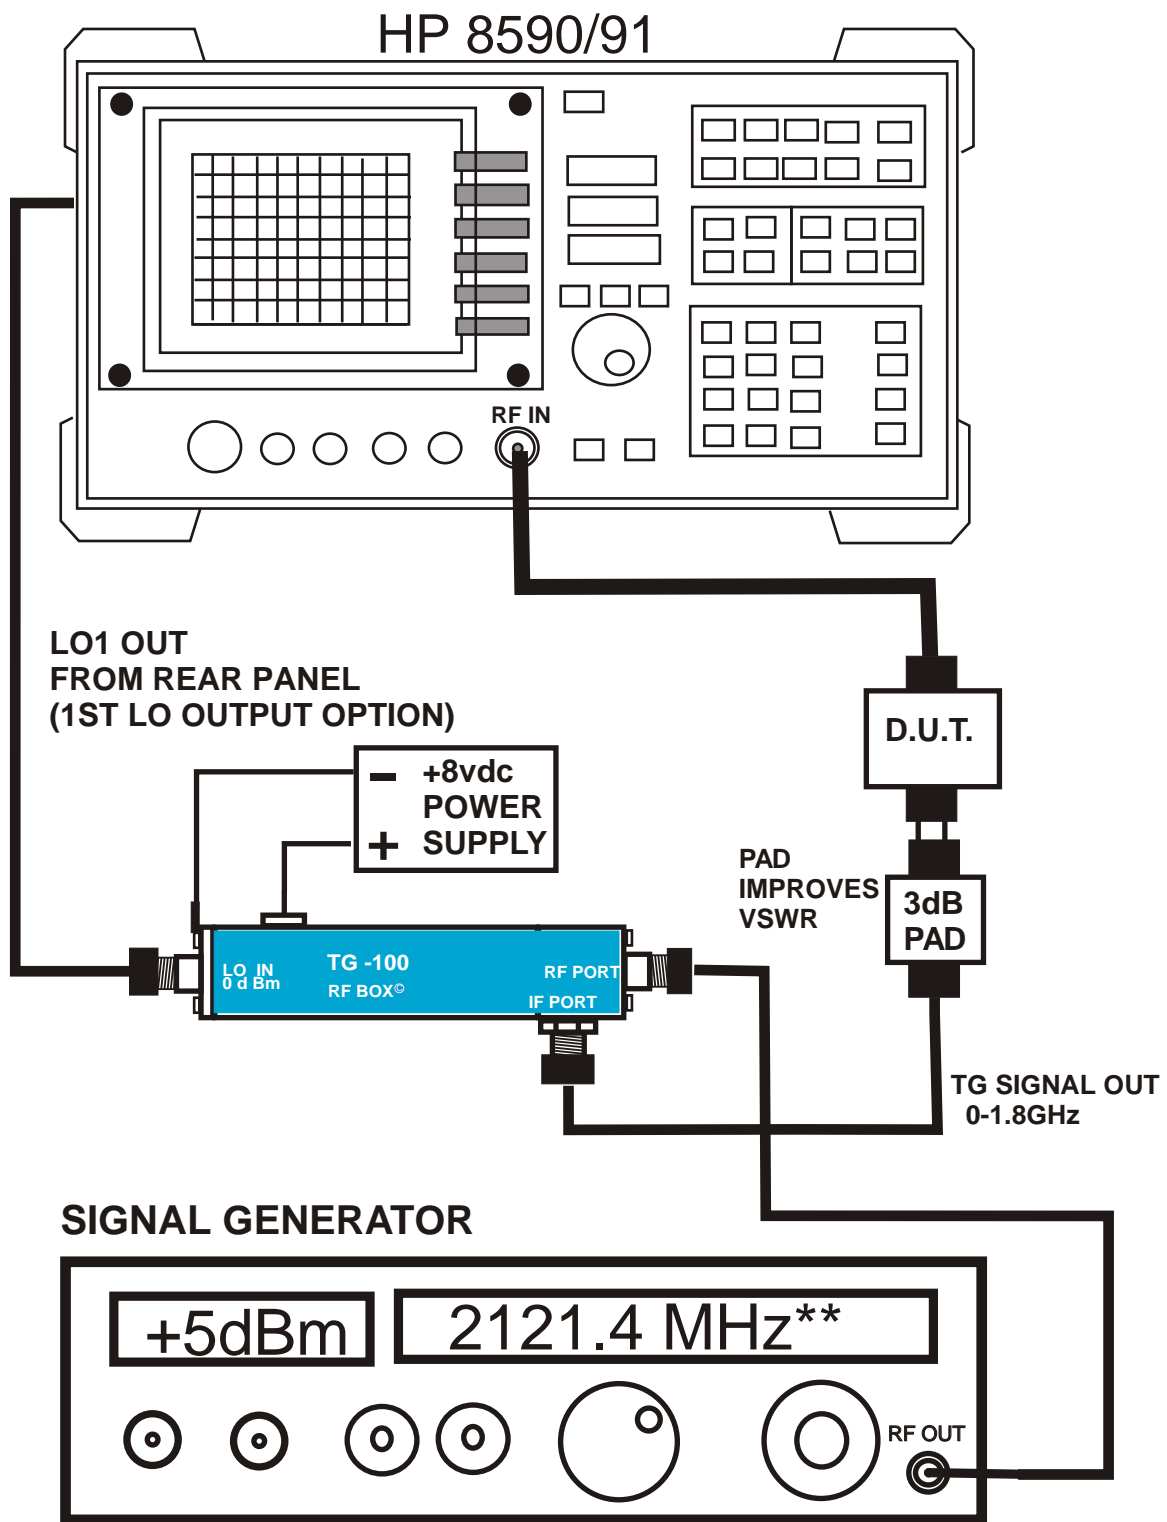 HP 8590/91
RF IN
LO1 OUT
FROM REAR PANEL
(1ST LO OUTPUT OPTION)
- +8vdc
POWER
+ SUPPLY
D.U.T.
PAD
IMPROVES
VSWR
3dB
PAD
LO IN
0 d Bm
TG -100
RF BOX©
RF PORT
IF PORT
TG SIGNAL OUT
0-1.8GHz
SIGNAL GENERATOR
+5dBm
2121.4 MHz**
RF OUT